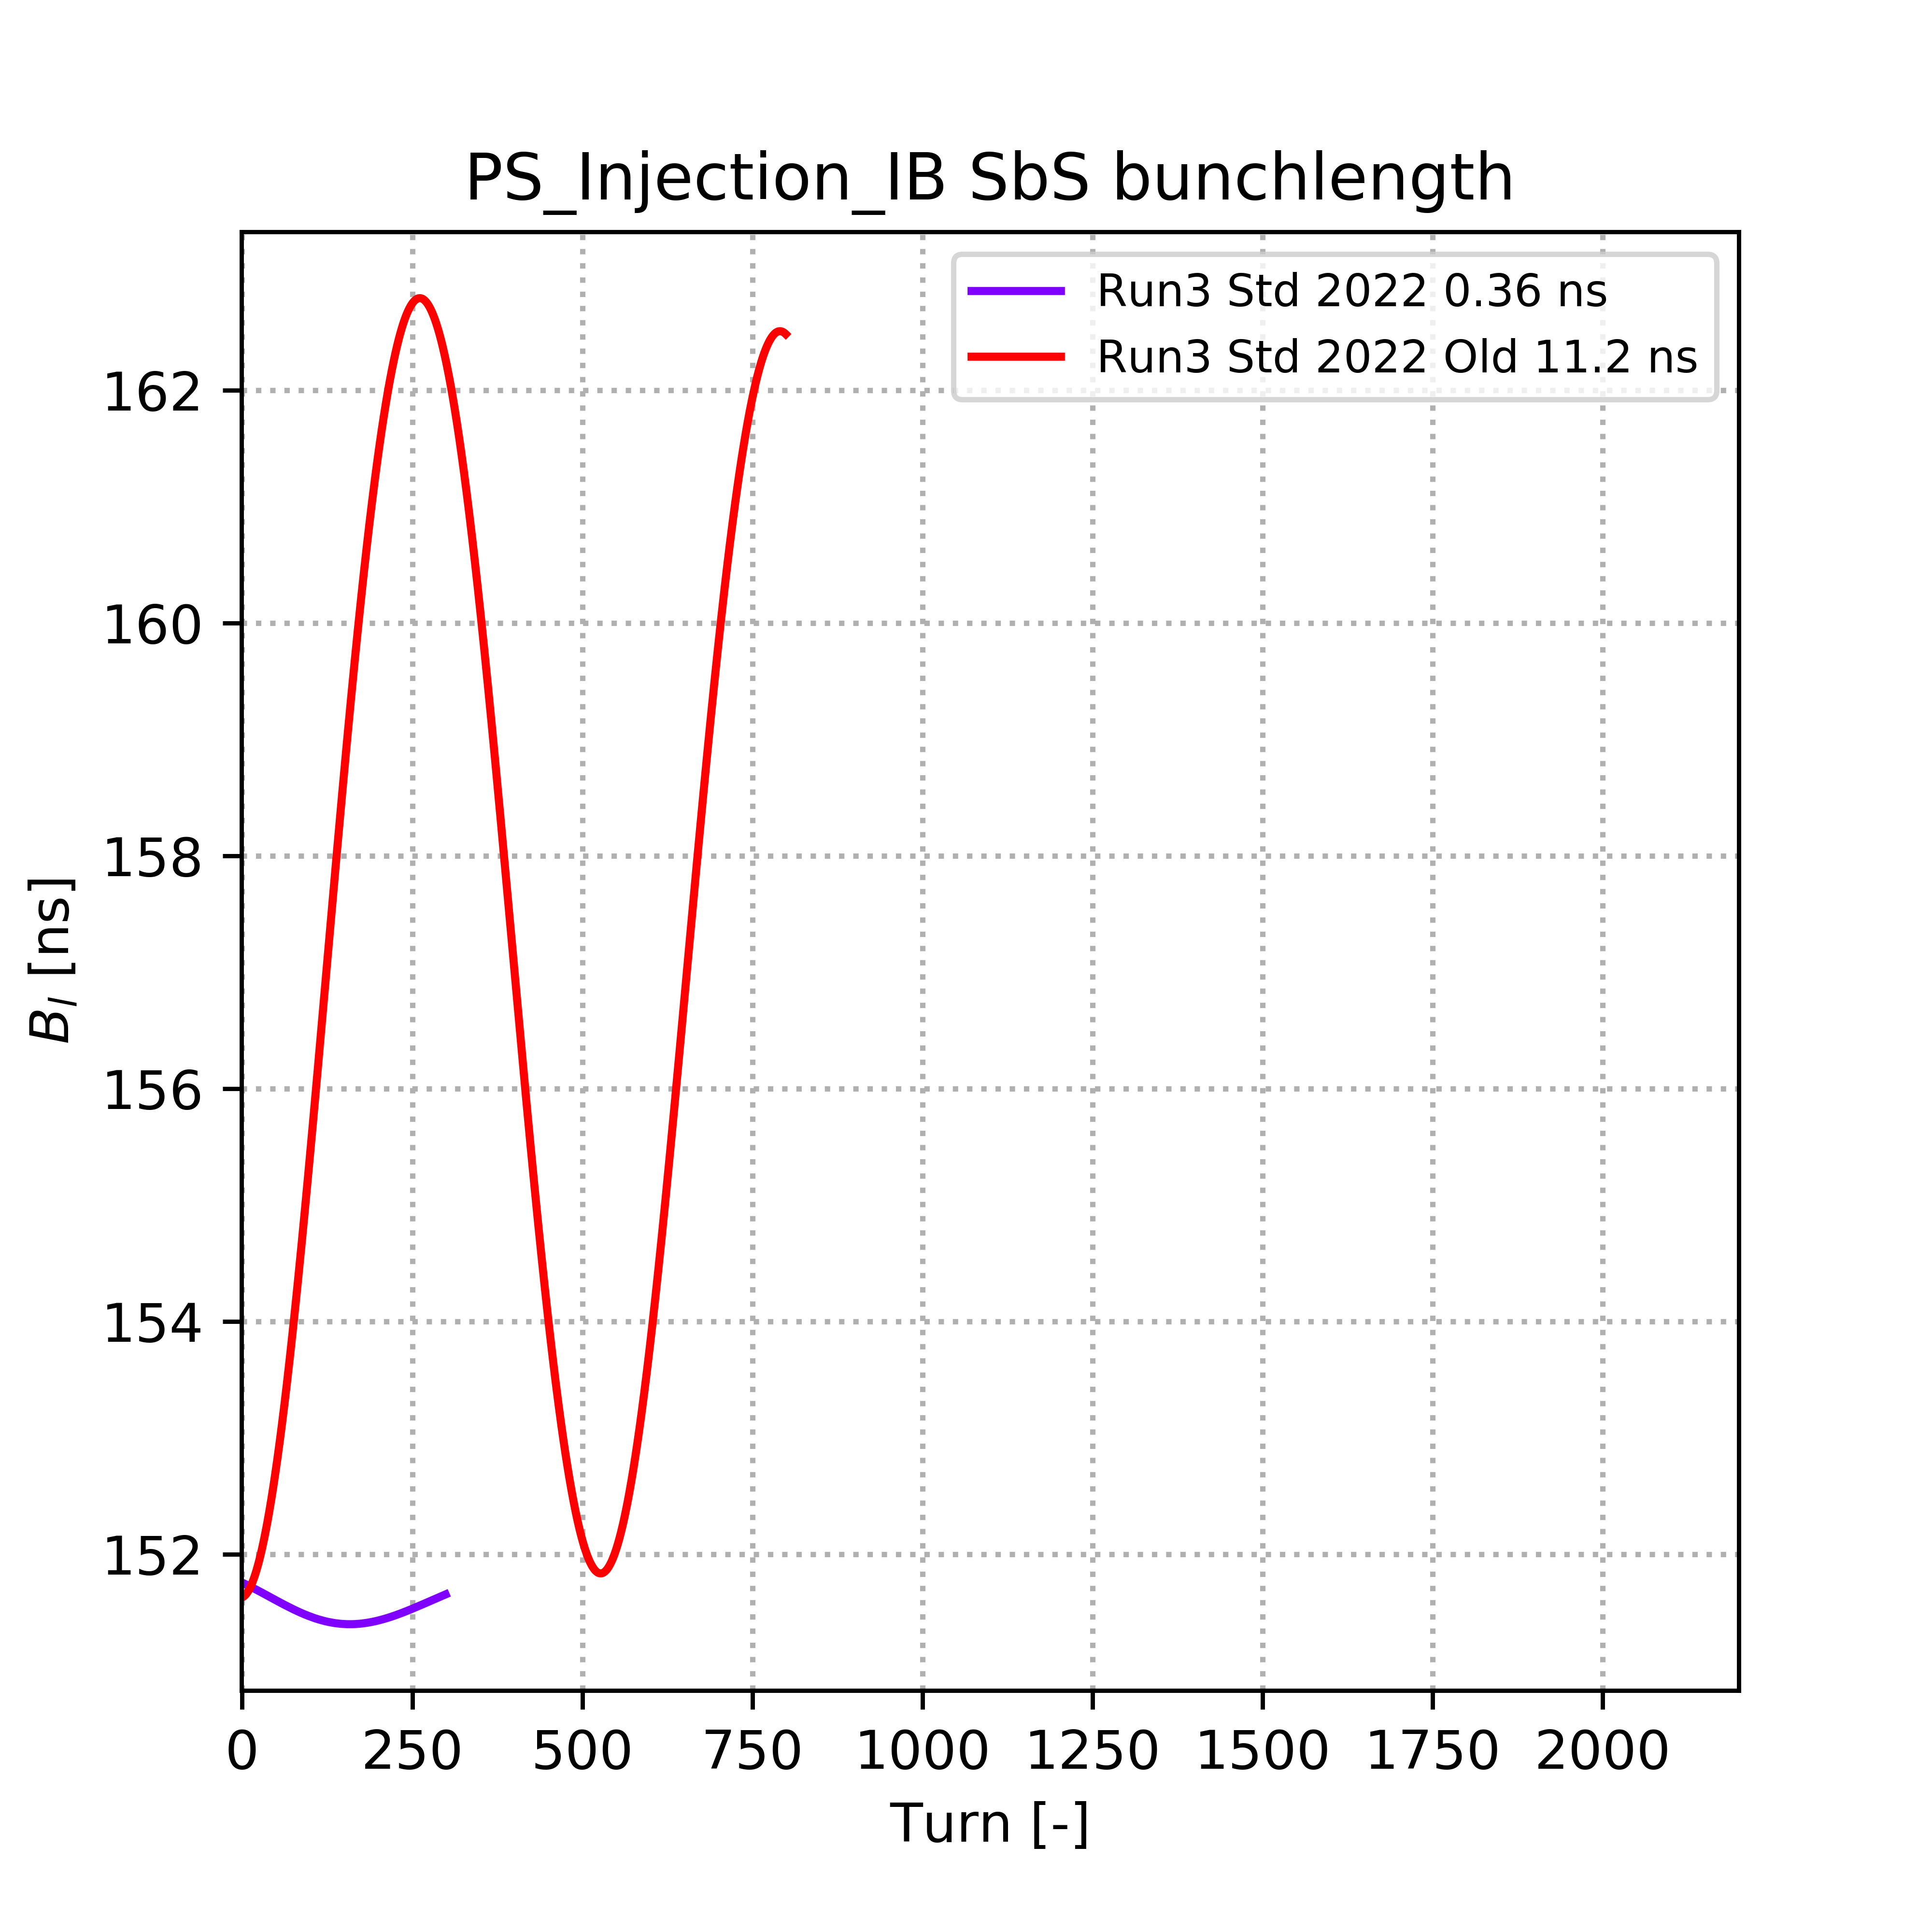 PS_Injection_IB SbS bunchlength
Run3 Std 2022 0.36 ns
Run3 Std 2022 Old 11.2 ns
162
160
158
156
154
152
B_l [ns]
0 250 500 750 1000 1250 1500 1750 2000
Turn [-]